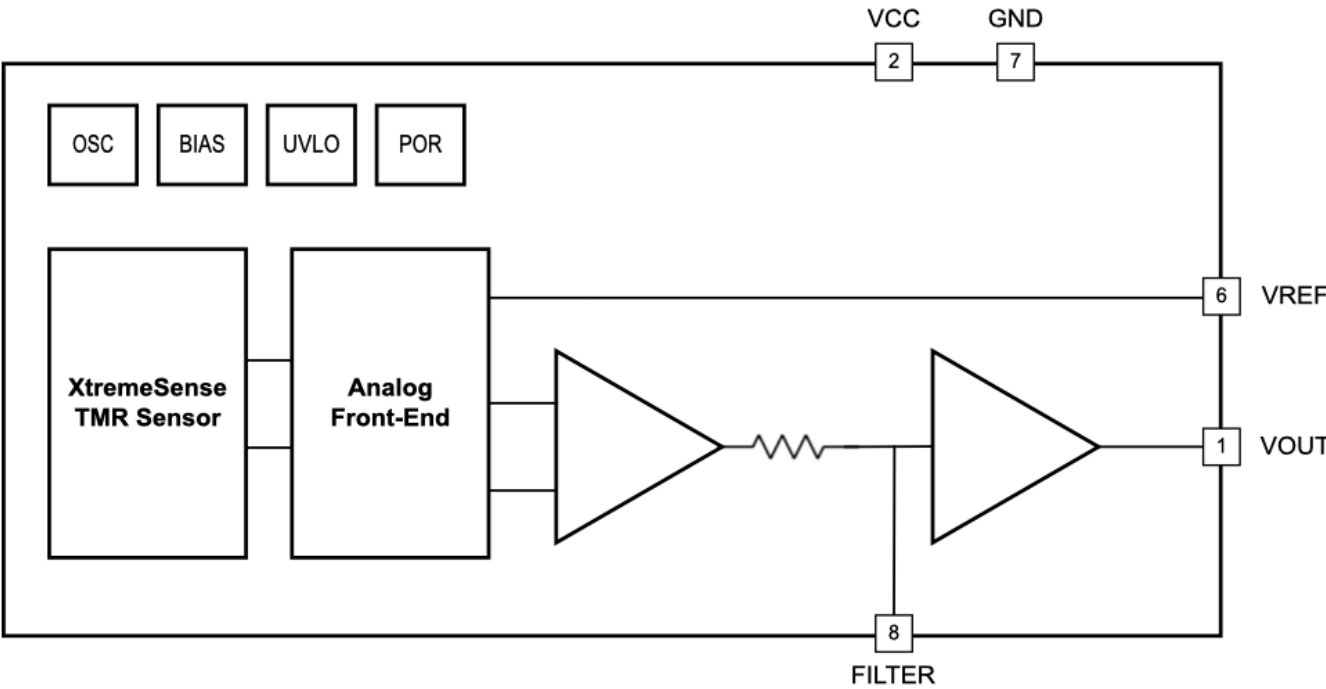 VCC GND
2 7
OSC BIAS UVLO POR
6 VREF
XtremeSense
TMR Sensor
Analog
Front-End
1 VOUT
8
FILTER